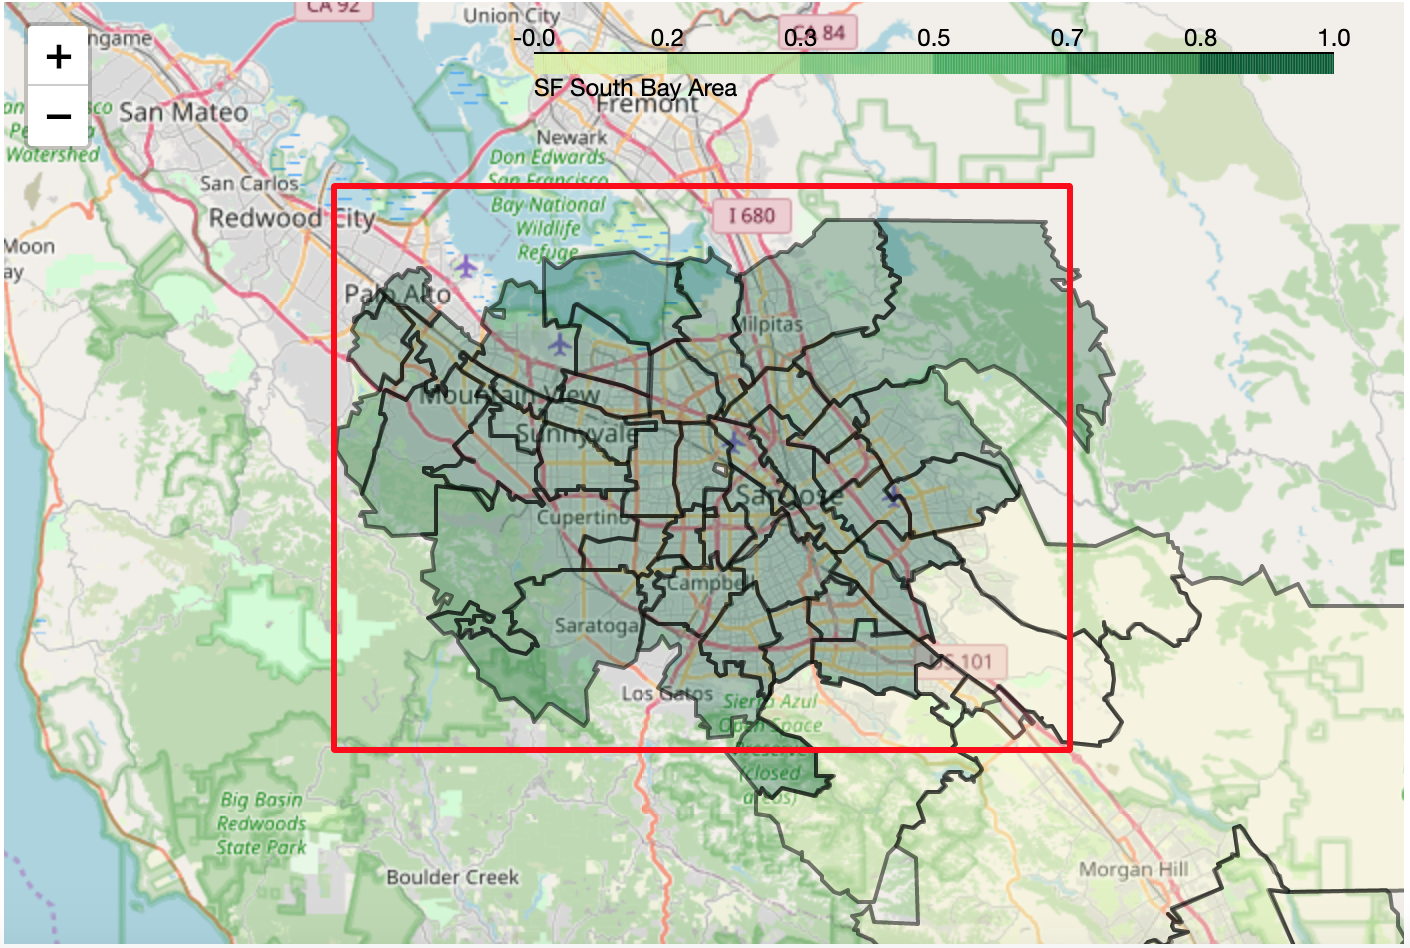 CA 92
Union City
CA 84
+
−
-0.0 0.2 0.3 0.5 0.7 0.8 1.0
SF South Bay Area
San Mateo
Fremont
Newark
Watershed
Don Edwards
San Francisco
Bay National
Wildlife
Refuge
San Carlos
Redwood City
I 680
Moon
ay
Palo Alto
Milpitas
Mountain View
Sunnyvale
San Jose
Cupertino
Campbell
Saratoga
101
Los Gatos
Sierra Azul
Open Space
Preserve
(closed
areas)
Big Basin
Redwoods
State Park
Boulder Creek
Morgan Hill